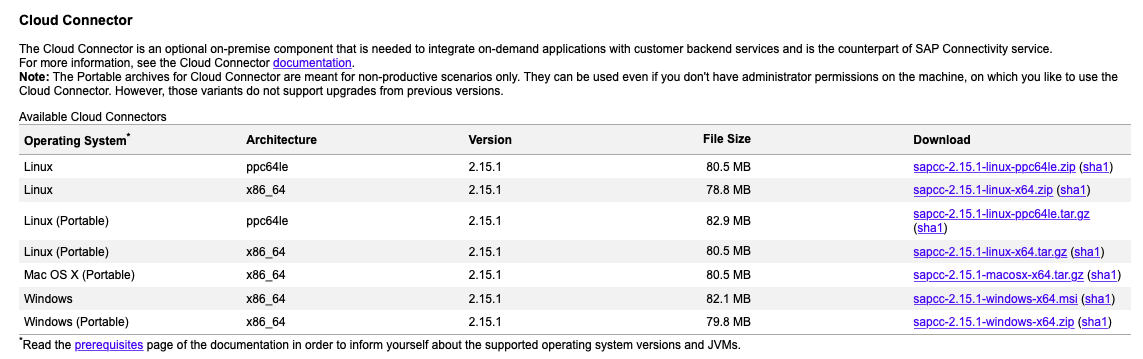 Cloud Connector
The Cloud Connector is an optional on-premise component that is needed to integrate on-demand applications with customer backend services and is the counterpart of SAP Connectivity service.
For more information, see the Cloud Connector documentation.
Note: The Portable archives for Cloud Connector are meant for non-productive scenarios only. They can be used even if you don't have administrator permissions on the machine, on which you like to use the
Cloud Connector. However, those variants do not support upgrades from previous versions.
Available Cloud Connectors
Operating System* Architecture Version File Size Download
Linux ppc64le 2.15.1 80.5 MB sapcc-2.15.1-linux-ppc64le.zip (sha1)
Linux x86_64 2.15.1 78.8 MB sapcc-2.15.1-linux-x64.zip (sha1)
Linux (Portable) ppc64le 2.15.1 82.9 MB sapcc-2.15.1-linux-ppc64le.tar.gz
(sha1)
Linux (Portable) x86_64 2.15.1 80.5 MB sapcc-2.15.1-linux-x64.tar.gz (sha1)
Mac OS X (Portable) x86_64 2.15.1 80.5 MB sapcc-2.15.1-macosx-x64.tar.gz (sha1)
Windows x86_64 2.15.1 82.1 MB sapcc-2.15.1-windows-x64.msi (sha1)
Windows (Portable) x86_64 2.15.1 79.8 MB sapcc-2.15.1-windows-x64.zip (sha1)
*Read the prerequisites page of the documentation in order to inform yourself about the supported operating system versions and JVMs.